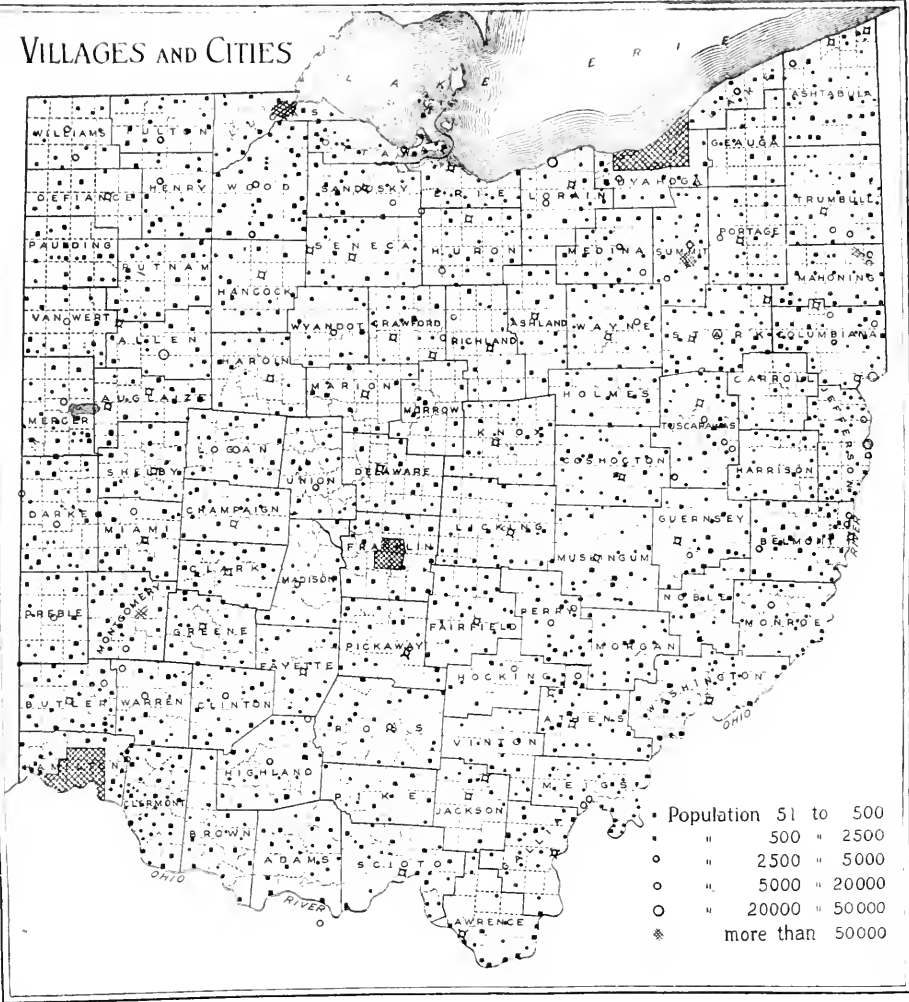 VILLAGES AND CITIES
LAKE ERIE
WILLIAMS
FULTON
LUCAS
OTTAWA
LAKE
ASHTABULA
GEAUGA
CUYAHOGA
DEFIANCE
HENRY
WOOD
SANDUSKY
ERIE
LORAIN
TRUMBULL
PAULDING
PUTNAM
HANCOCK
SENECA
HURON
MEDINA
SUMMIT
PORTAGE
MAHONING
VAN WERT
ALLEN
HARDIN
WYANDOT
CRAWFORD
RICHLAND
ASHLAND
WAYNE
STARK
COLUMBIANA
MERCER
AUGLAIZE
MARION
MORROW
HOLMES
CARROLL
JEFFERSON
TUSCARAWAS
SHELBY
LOGAN
UNION
DELAWARE
KNOX
COSHOCTON
HARRISON
DARKE
MIAMI
CHAMPAIGN
CLARK
MADISON
FRANKLIN
LICKING
MUSKINGUM
GUERNSEY
BELMONT
RIVER
PREBLE
MONTGOMERY
GREENE
FAYETTE
PICKAWAY
FAIRFIELD
PERRY
MORGAN
NOBLE
MONROE
BUTLER
WARREN
CLINTON
ROSS
HOCKING
ATHENS
WASHINGTON
OHIO
HAMILTON
CLERMONT
BROWN
HIGHLAND
PIKE
VINTON
JACKSON
MEIGS
GALLIA
ADAMS
SCIOTO
LAWRENCE
OHIO
RIVER
Population 51 to 500
" 500 " 2500
" 2500 " 5000
" 5000 " 20000
" 20000 " 50000
more than 50000